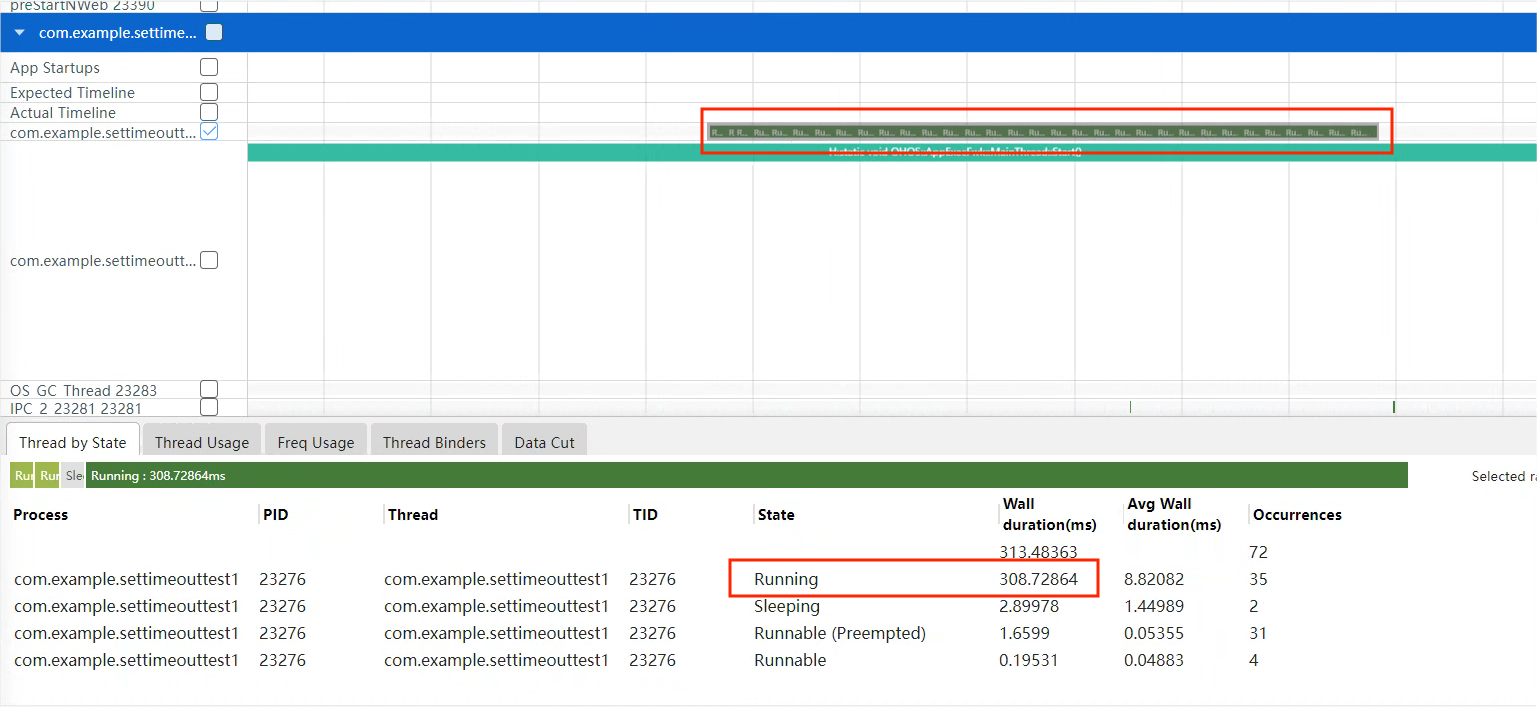 preStartNWeb 23390
com.example.settime...
App Startups
Expected Timeline
Actual Timeline
com.example.settimeoutt...
R... R R... Ru... Ru... Ru... Ru... Ru... Ru... Ru... Ru... Ru... Ru... Ru... Ru... Ru... Ru... Ru... Ru... Ru... Ru... Ru... Ru... Ru... Ru... Ru... Ru... Ru... Ru... Ru... Ru... Ru...
H:static void OHOS::AppExecFwk::MainThread::Start()
com.example.settimeoutt...
OS_GC_Thread 23283
IPC_2_23281 23281
Thread by State Thread Usage Freq Usage Thread Binders Data Cut
Rur Rur Slee Running : 308.72864ms Selected ra
Process PID Thread TID State Wall duration(ms) Avg Wall duration(ms) Occurrences
313.48363 72
com.example.settimeouttest1 23276 com.example.settimeouttest1 23276 Running 308.72864 8.82082 35
com.example.settimeouttest1 23276 com.example.settimeouttest1 23276 Sleeping 2.89978 1.44989 2
com.example.settimeouttest1 23276 com.example.settimeouttest1 23276 Runnable (Preempted) 1.6599 0.05355 31
com.example.settimeouttest1 23276 com.example.settimeouttest1 23276 Runnable 0.19531 0.04883 4